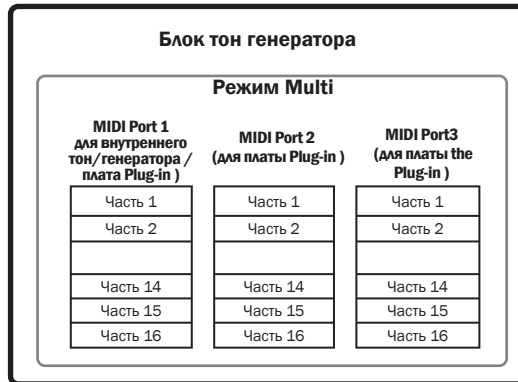 Блок тон генератора
Режим Multi
MIDI Port 1
для внутреннего
тон/генератора /
плата Plug-in )
Часть 1
Часть 2
Часть 14
Часть 15
Часть 16
MIDI Port 2
(для платы Plug-in )
Часть 1
Часть 2
Часть 14
Часть 15
Часть 16
MIDI Port3
(для платы the
Plug-in )
Часть 1
Часть 2
Часть 14
Часть 15
Часть 16